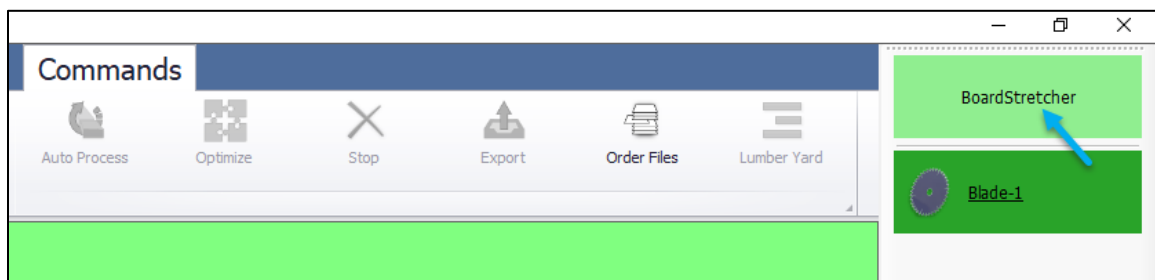 Commands
BoardStretcher
Auto Process
Optimize
Stop
Export
Order Files
Lumber Yard
Blade-1